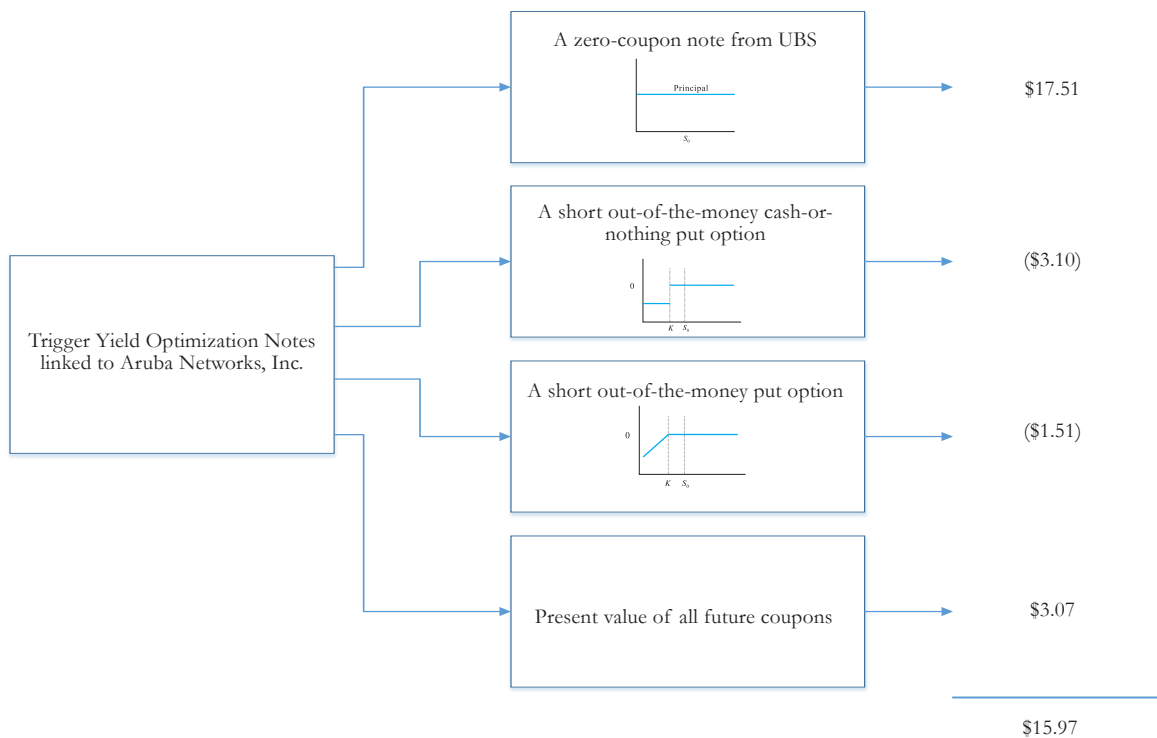 A zero-coupon note from UBS
Principal
S₀
$17.51
A short out-of-the-money cash-or-
nothing put option
0
K
S₀
($3.10)
Trigger Yield Optimization Notes
linked to Aruba Networks, Inc.
A short out-of-the-money put option
0
K
S₀
($1.51)
Present value of all future coupons
$3.07
$15.97